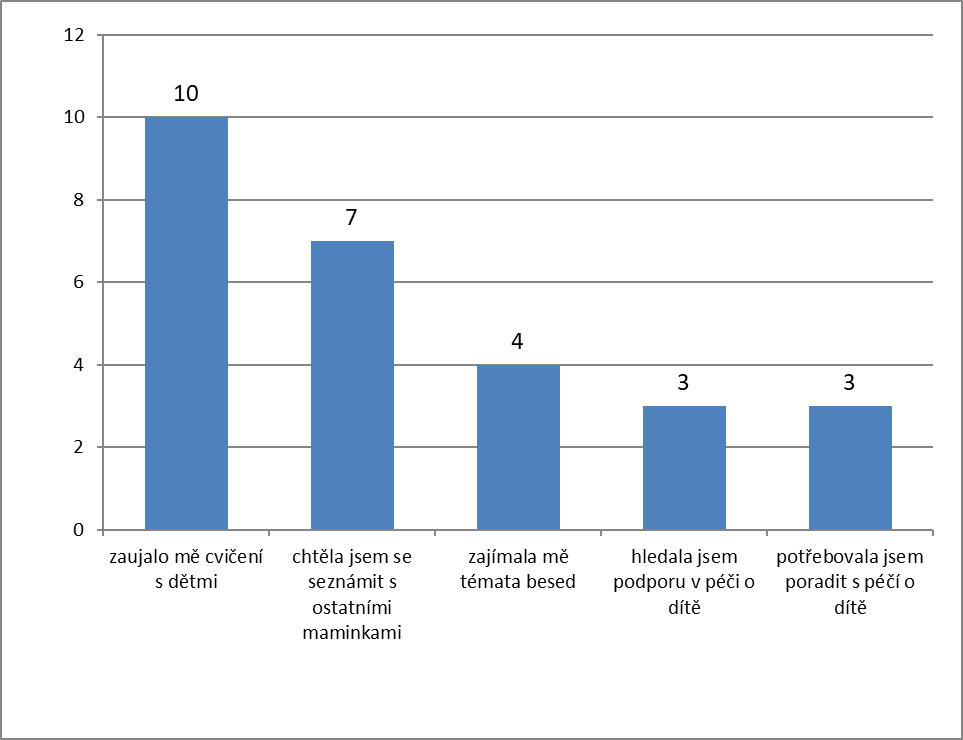 12
10
8
6
4
2
0
10
7
4
3
3
zaujalo mě cvičení
s dětmi
chtěla jsem se
seznámit s
ostatními
maminkami
zajímala mě
témata besed
hledala jsem
podporu v péči o
dítě
potřebovala jsem
poradit s péčí o
dítě